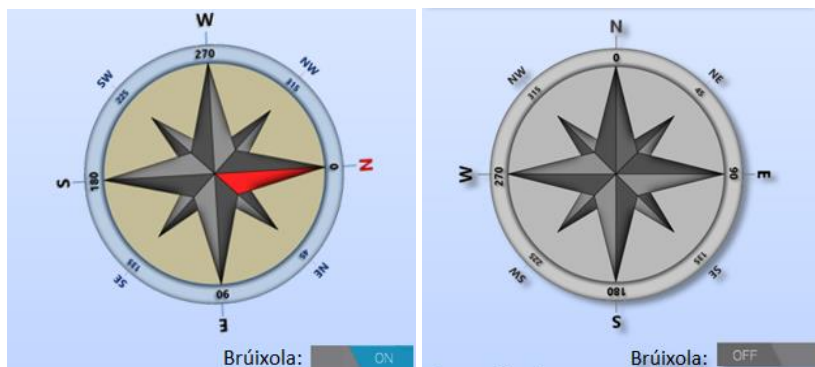 W
270
SW
NW
225
315
S
180
0
N
135
45
SE
NE
90
E
Brúixola: ON
N
0
NW
NE
315
45
W
270
90
E
225
135
SW
SE
180
S
Brúixola: OFF